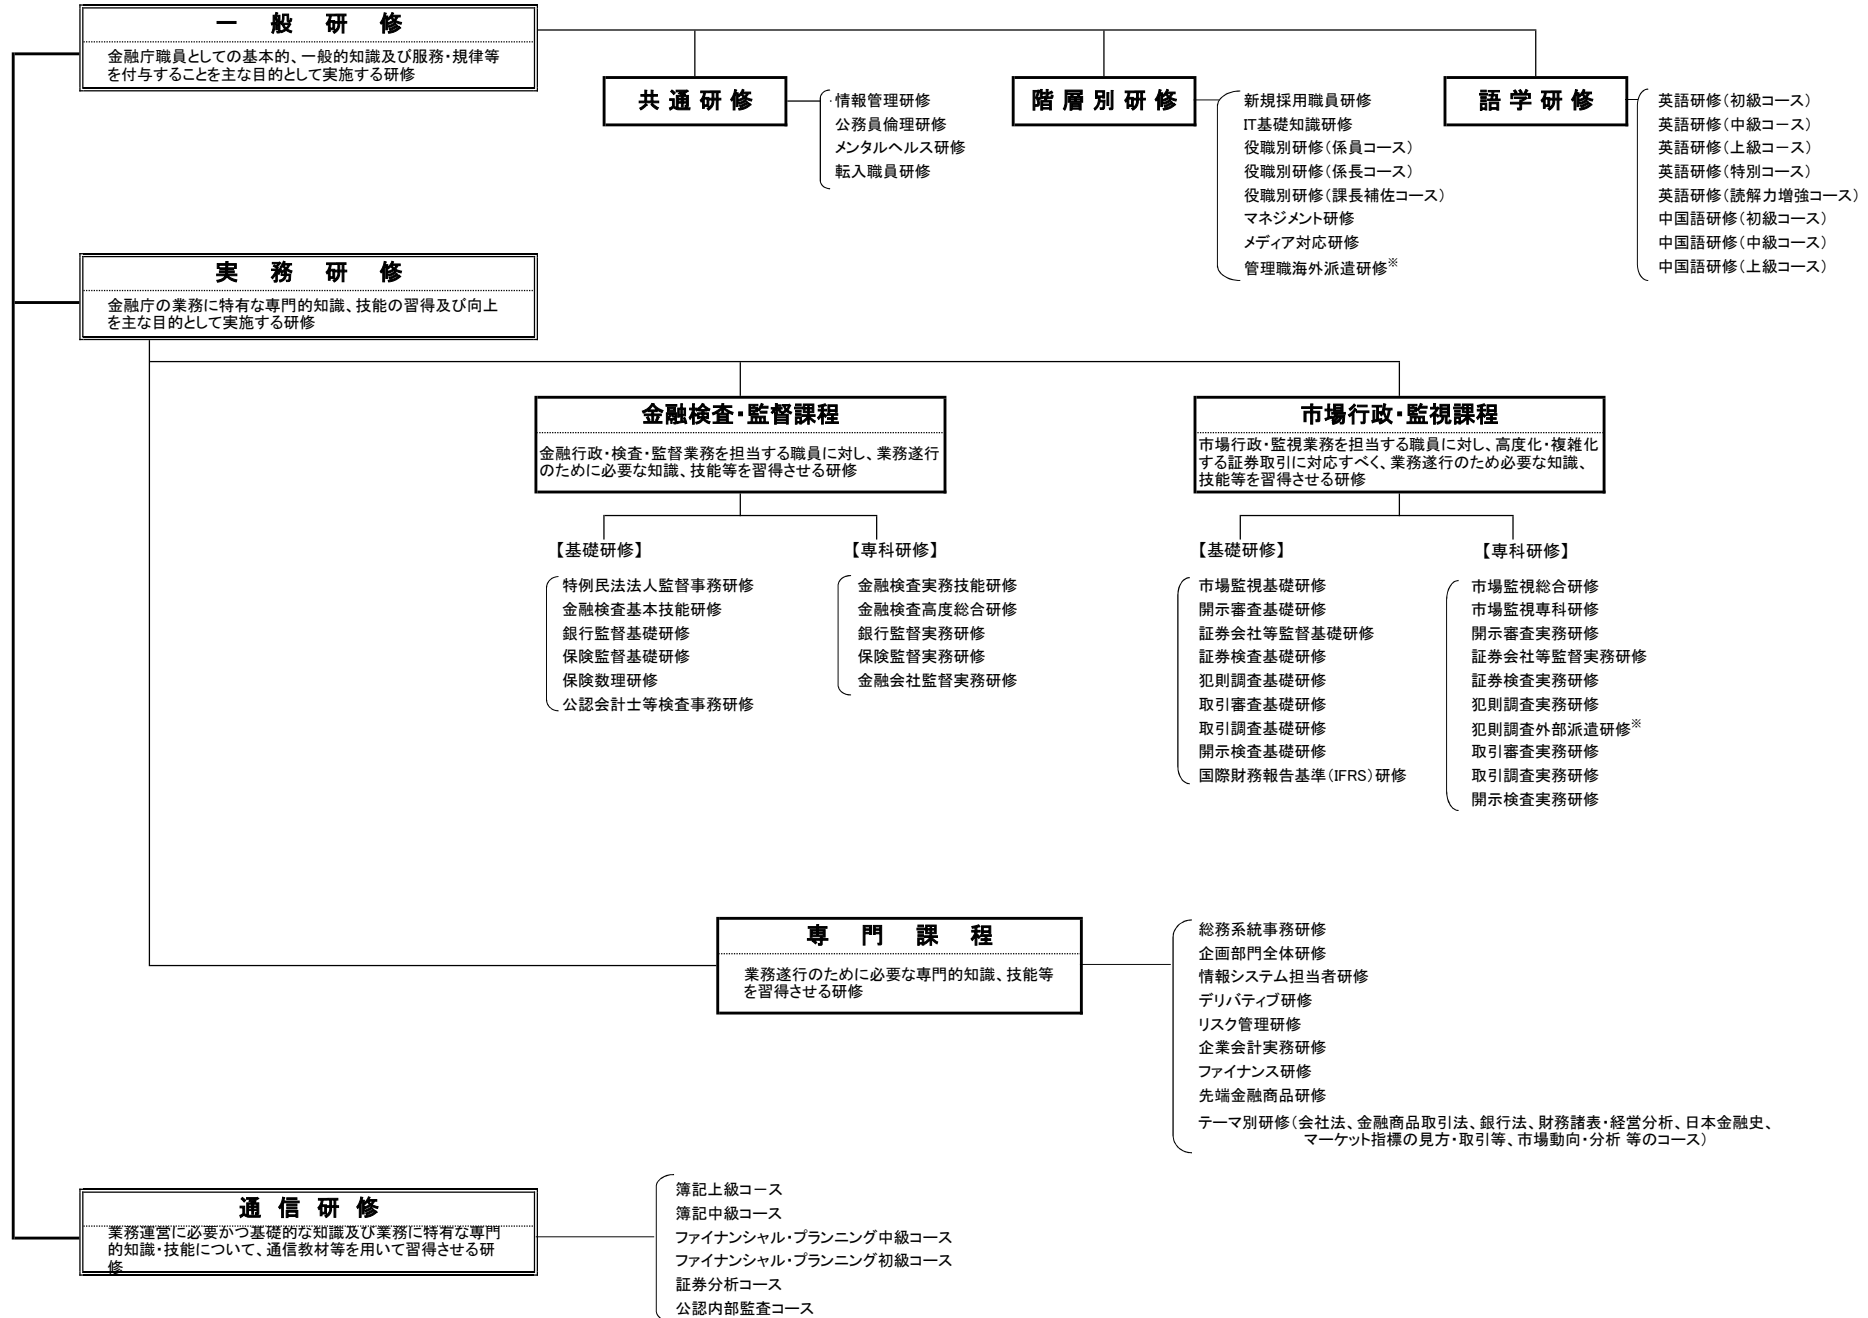 一般研修
金融庁職員としての基本的、一般的知識及び服務・規律等
を付与することを主な目的として実施する研修
共通研修
情報管理研修
公務員倫理研修
メンタルヘルス研修
転入職員研修
階層別研修
新規採用職員研修
IT基礎知識研修
役職別研修(係員コース)
役職別研修(係長コース)
役職別研修(課長補佐コース)
マネジメント研修
メディア対応研修
管理職海外派遣研修※
語学研修
英語研修(初級コース)
英語研修(中級コース)
英語研修(上級コース)
英語研修(特別コース)
英語研修(読解力増強コース)
中国語研修(初級コース)
中国語研修(中級コース)
中国語研修(上級コース)
実務研修
金融庁の業務に特有な専門的知識、技能の習得及び向上
を主な目的として実施する研修
金融検査・監督課程
金融行政・検査・監督業務を担当する職員に対し、業務遂行
のために必要な知識、技能等を習得させる研修
【基礎研修】
特例民法法人監督事務研修
金融検査基本技能研修
銀行監督基礎研修
保険監督基礎研修
保険数理研修
公認会計士等検査事務研修
【専科研修】
金融検査実務技能研修
金融検査高度総合研修
銀行監督実務研修
保険監督実務研修
金融会社監督実務研修
市場行政・監視課程
市場行政・監視業務を担当する職員に対し、高度化・複雑化
する証券取引に対応すべく、業務遂行のため必要な知識、
技能等を習得させる研修
【基礎研修】
市場監視基礎研修
開示審査基礎研修
証券会社等監督基礎研修
証券検査基礎研修
犯則調査基礎研修
取引審査基礎研修
取引調査基礎研修
開示検査基礎研修
国際財務報告基準(IFRS)研修
【専科研修】
市場監視総合研修
市場監視専科研修
開示審査実務研修
証券会社等監督実務研修
証券検査実務研修
犯則調査実務研修
犯則調査外部派遣研修※
取引審査実務研修
取引調査実務研修
開示検査実務研修
専門課程
業務遂行のために必要な専門的知識、技能等
を習得させる研修
総務系統事務研修
企画部門全体研修
情報システム担当者研修
デリバティブ研修
リスク管理研修
企業会計実務研修
ファイナンス研修
先端金融商品研修
テーマ別研修(会社法、金融商品取引法、銀行法、財務諸表・経営分析、日本金融史、
マーケット指標の見方・取引等、市場動向・分析 等のコース)
通信研修
業務運営に必要かつ基礎的な知識及び業務に特有な専門
的知識・技能について、通信教材等を用いて習得させる研
修
簿記上級コース
簿記中級コース
ファイナンシャル・プランニング中級コース
ファイナンシャル・プランニング初級コース
証券分析コース
公認内部監査コース